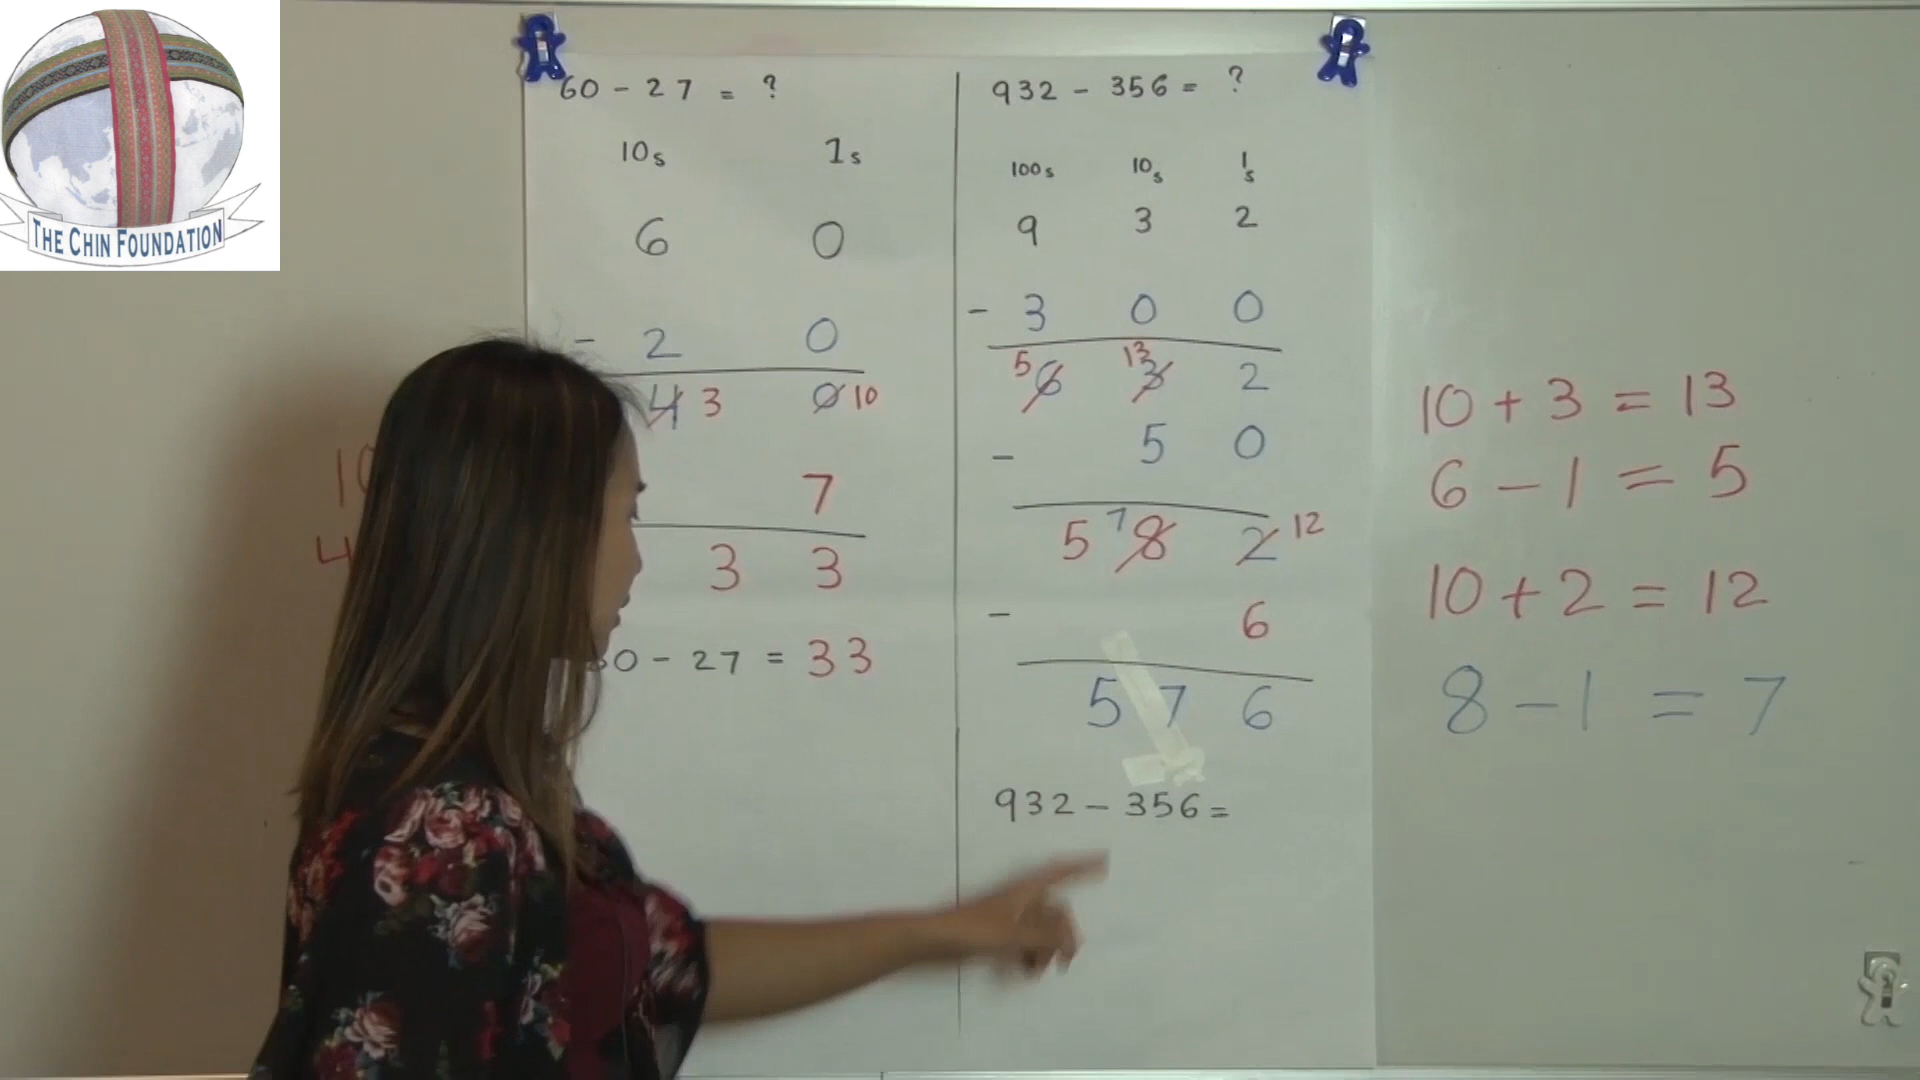 THE CHIN FOUNDATION
60 - 27 = ?
10s 1s
6 0
- 2 0
4 3 0 10
7
3 3
0 - 27 = 33
10
4
932 - 356 = ?
100s 10s 1s
9 3 2
- 3 0 0
5 6 13 3 2
- 5 0
5 7 8 2 12
- 6
5 7 6
932 - 356 =
10 + 3 = 13
6 - 1 = 5
10 + 2 = 12
8 - 1 = 7